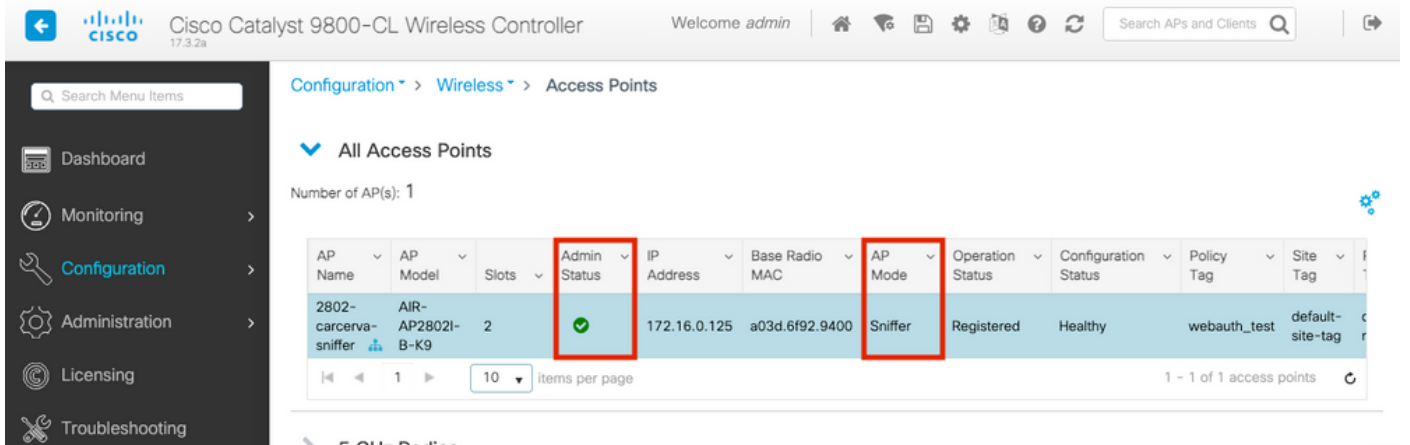 CISCO
Cisco Catalyst 9800-CL Wireless Controller
17.3.2a
Welcome admin
Search APs and Clients
Search Menu Items
Dashboard
Monitoring
Configuration
Administration
Licensing
Troubleshooting
Configuration > Wireless > Access Points
All Access Points
Number of AP(s): 1
AP Name
AP Model
Slots
Admin Status
IP Address
Base Radio MAC
AP Mode
Operation Status
Configuration Status
Policy Tag
Site Tag
2802-carcerva-sniffer
AIR-AP2802I-B-K9
2
172.16.0.125
a03d.6f92.9400
Sniffer
Registered
Healthy
webauth_test
default-site-tag
1
10 items per page
1 - 1 of 1 access points